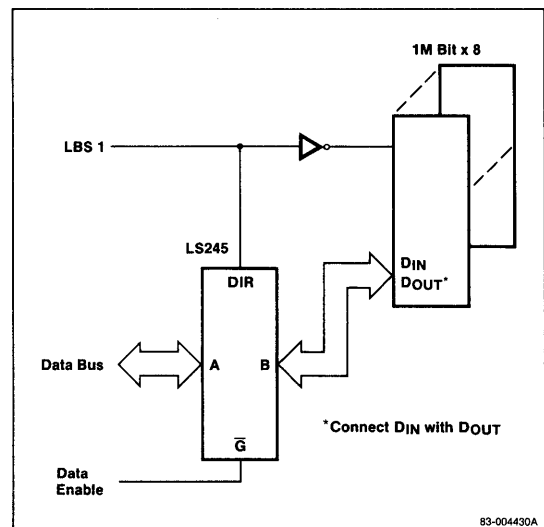 1M Bit x 8
LBS 1
LS245
DIR
DIN
DOUT*
Data Bus
A
B
*Connect DIN with DOUT
G̅
Data
Enable
83-004430A